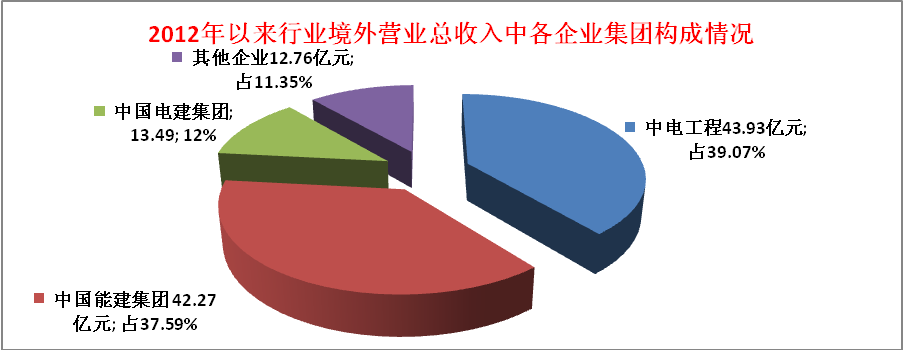 2012年以来行业境外营业总收入中各企业集团构成情况
其他企业12.76亿元;
占11.35%
中国电建集团;
13.49; 12%
中电工程43.93亿元;
占39.07%
中国能建集团42.27
亿元; 占37.59%